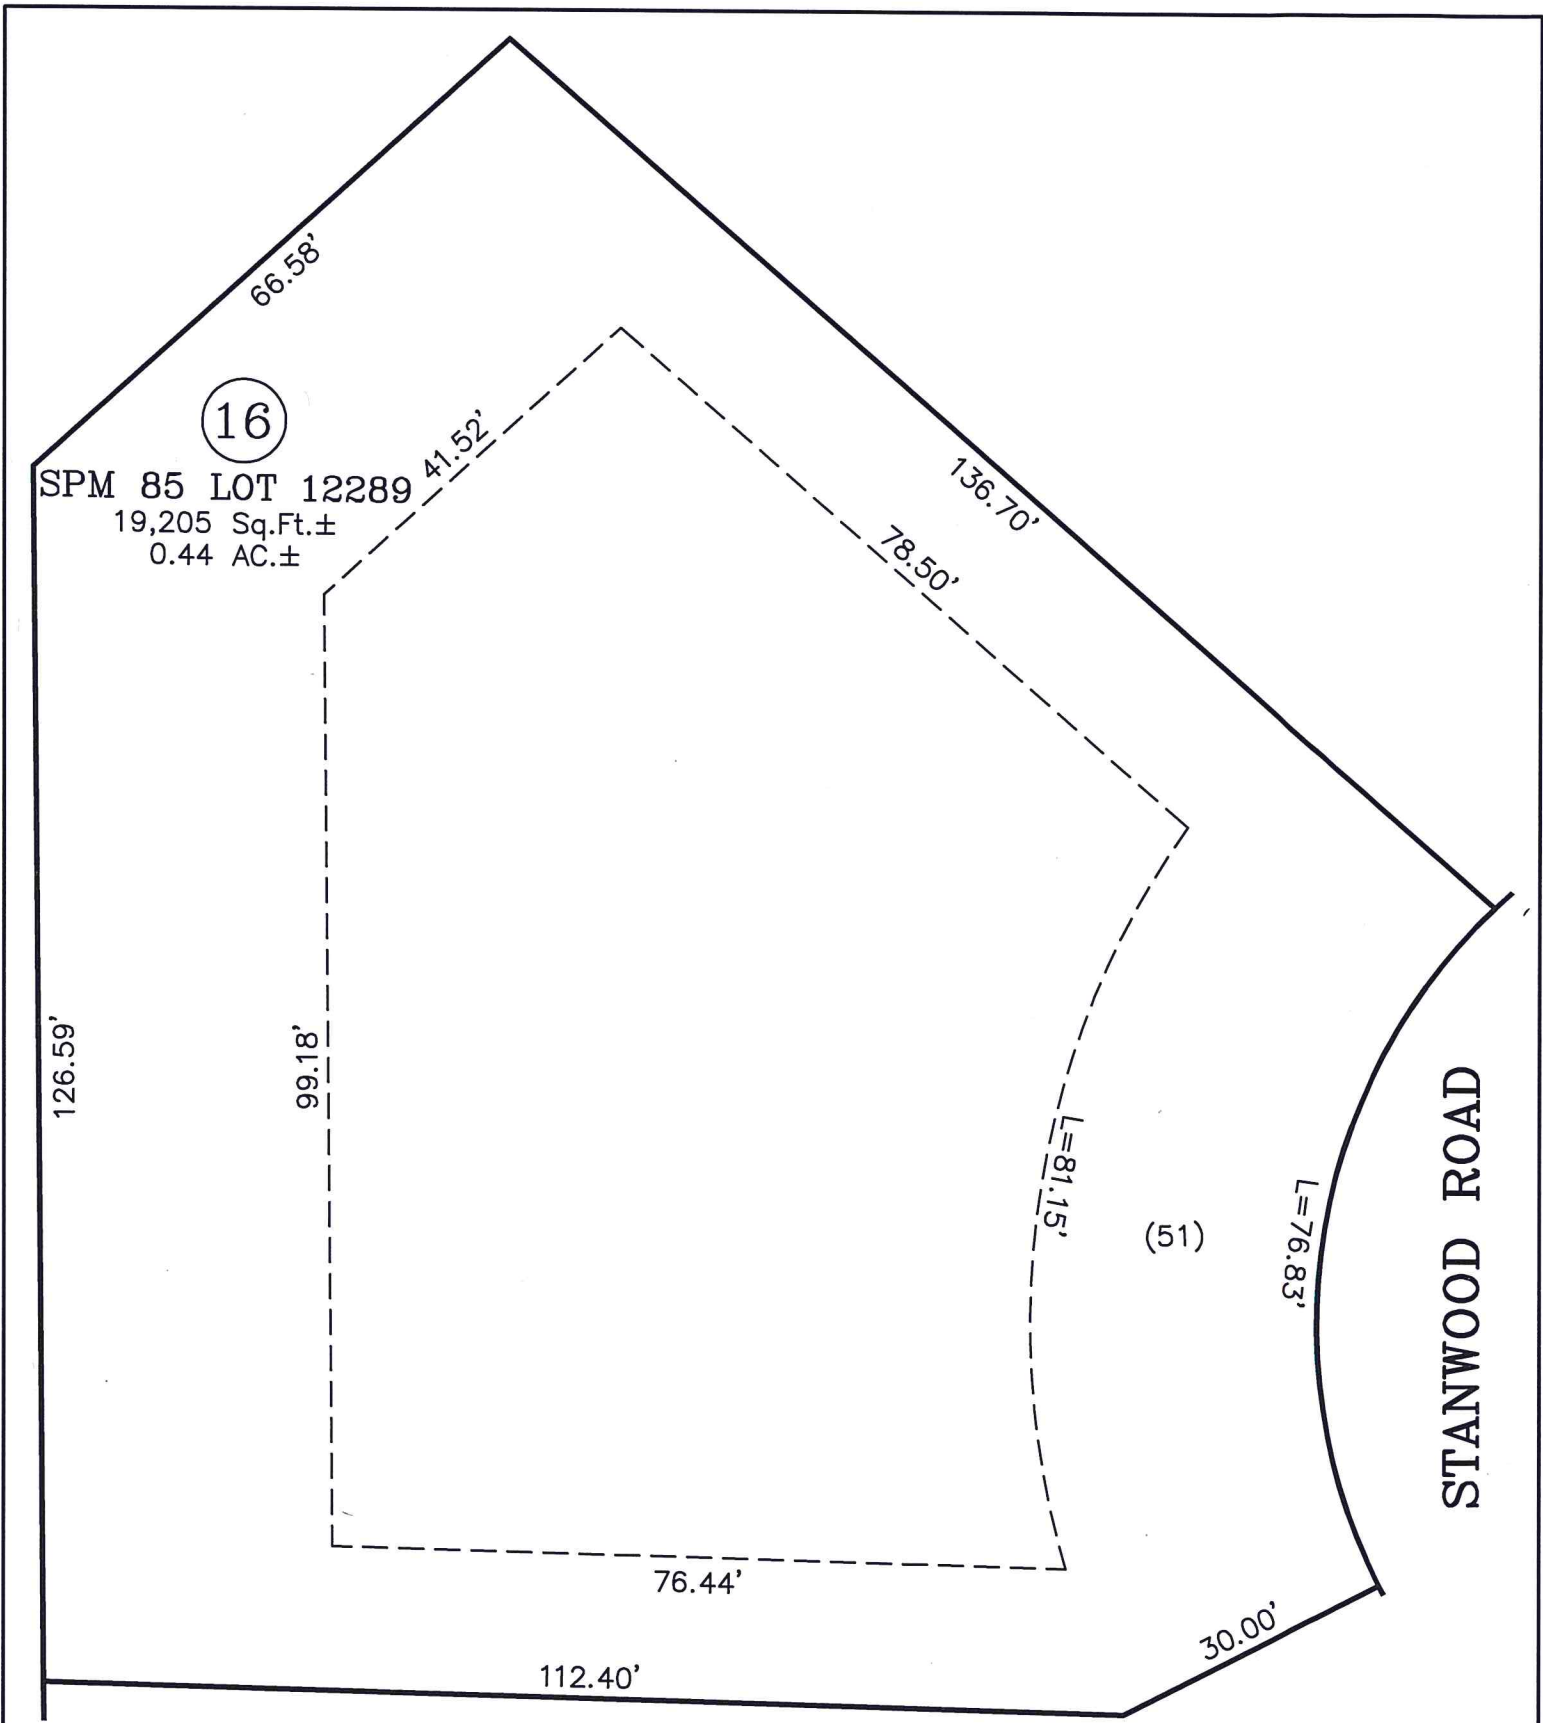 66.58'
16
SPM 85 LOT 12289
19,205 Sq.Ft.±
0.44 AC.±
41.52'
136.70'
78.50'
126.59'
99.18'
L=81.15'
(51)
L=76.83'
STANWOOD ROAD
76.44'
30.00'
112.40'